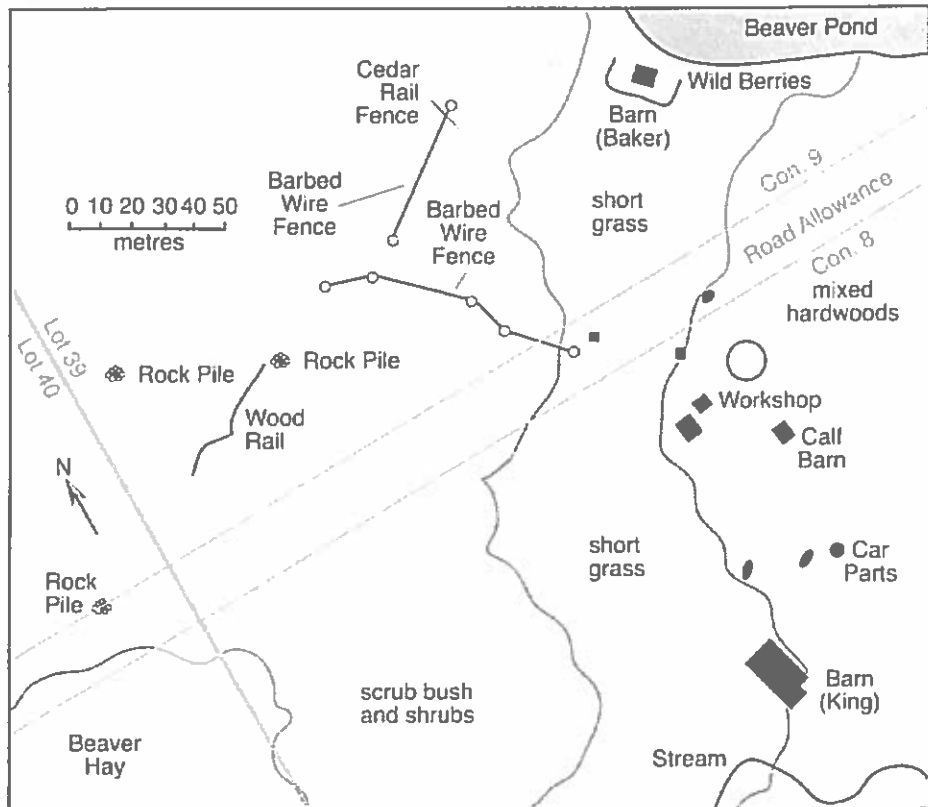 Beaver Pond
Cedar
Rail
Fence
Wild Berries
Barn
(Baker)
Con. 9
Barbed
Wire
Fence
Barbed
Wire
Fence
short
grass
0 10 20 30 40 50
metres
Road Allowance
Con. 8
mixed
hardwoods
Lot 39
Lot 40
Rock Pile
Rock Pile
Wood
Rail
Workshop
Calf
Barn
N
short
grass
Car
Parts
Rock
Pile
scrub bush
and shrubs
Barn
(King)
Beaver
Hay
Stream